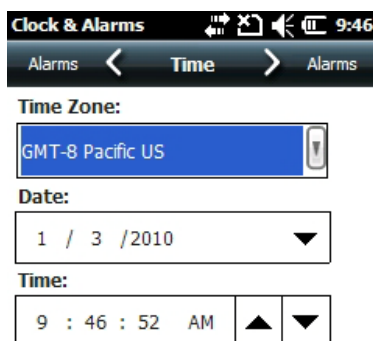 Clock & Alarms 9:46
Alarms Time Alarms
Time Zone:
GMT-8 Pacific US
Date:
1 / 3 /2010
Time:
9 : 46 : 52 AM